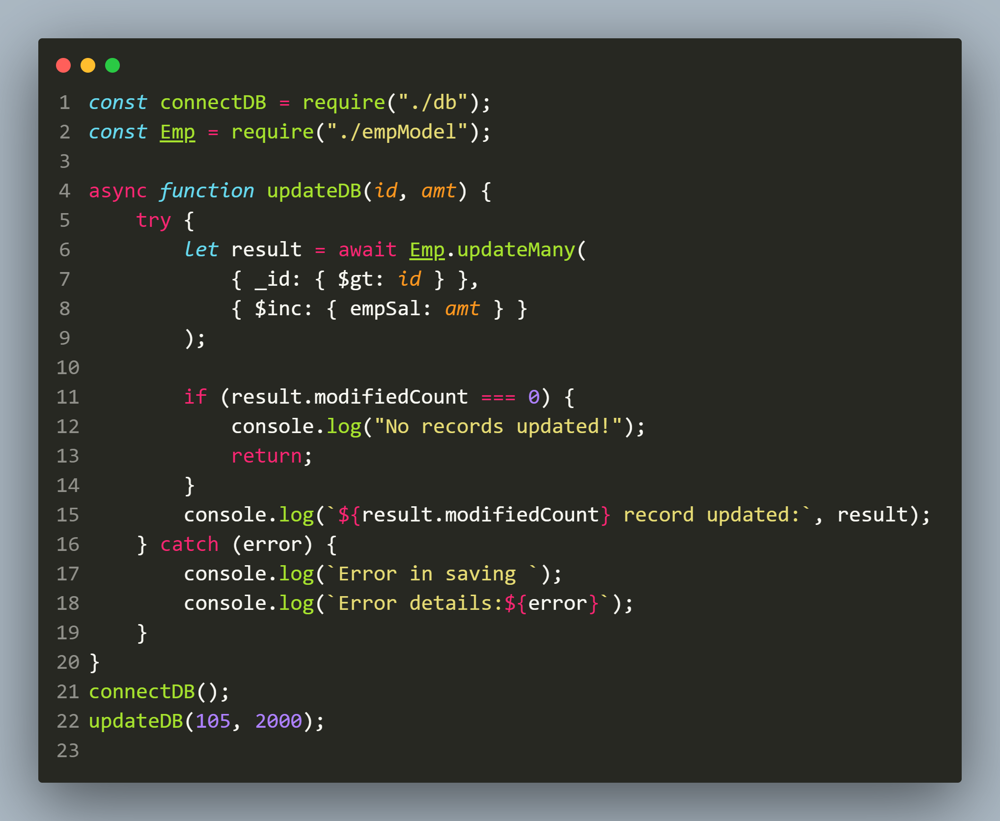 1 const connectDB = require("./db");
2 const Emp = require("./empModel");
3
4 async function updateDB(id, amt) {
5     try {
6         let result = await Emp.updateMany(
7             { _id: { $gt: id } },
8             { $inc: { empSal: amt } }
9         );
10
11         if (result.modifiedCount === 0) {
12             console.log("No records updated!");
13             return;
14         }
15         console.log(`${result.modifiedCount} record updated:`, result);
16     } catch (error) {
17         console.log(`Error in saving `);
18         console.log(`Error details:${error}`);
19     }
20 }
21 connectDB();
22 updateDB(105, 2000);
23